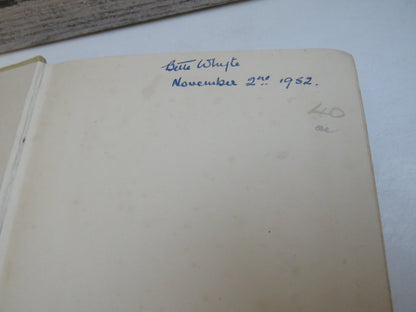 Bette Whyte
November 2nd 1952.
40